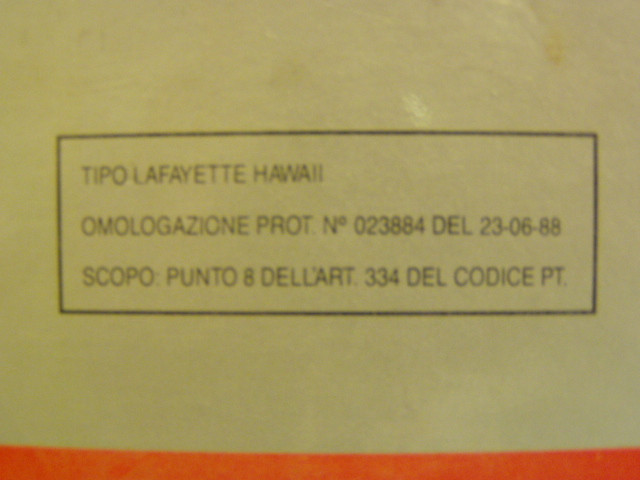 TIPO LAFAYETTE HAWAII
OMOLOGAZIONE PROT. Nº 023884 DEL 23-06-88
SCOPO: PUNTO 8 DELL'ART. 334 DEL CODICE PT.